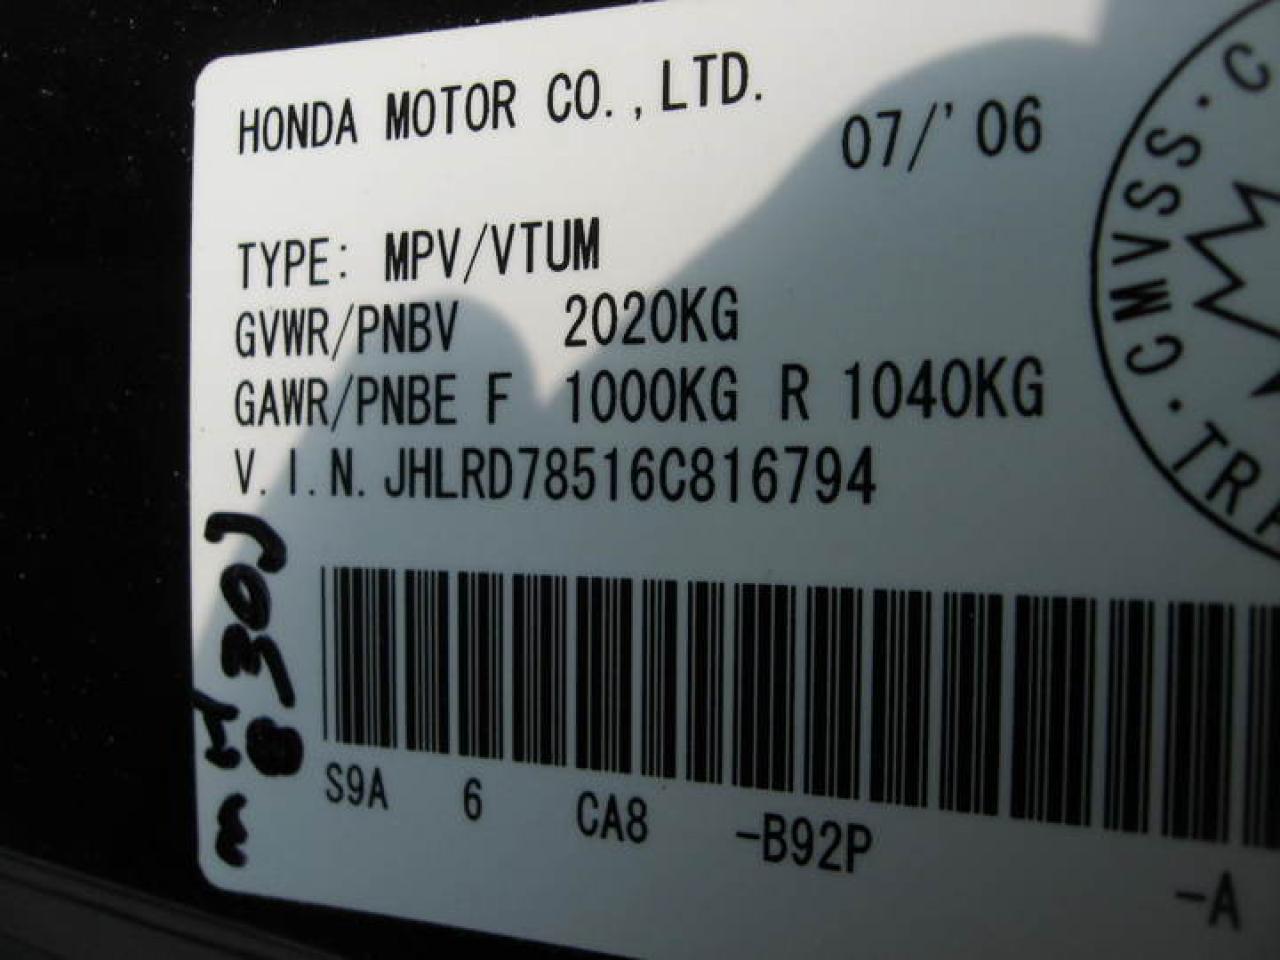 HONDA MOTOR CO.,LTD.
07/'06
TYPE: MPV/VTUM
GVWR/PNBV 2020KG
GAWR/PNBE F 1000KG R 1040KG
V.I.N. JHLRD78516C816794
CMVSS
S9A 6 CA8 -B92P
-A